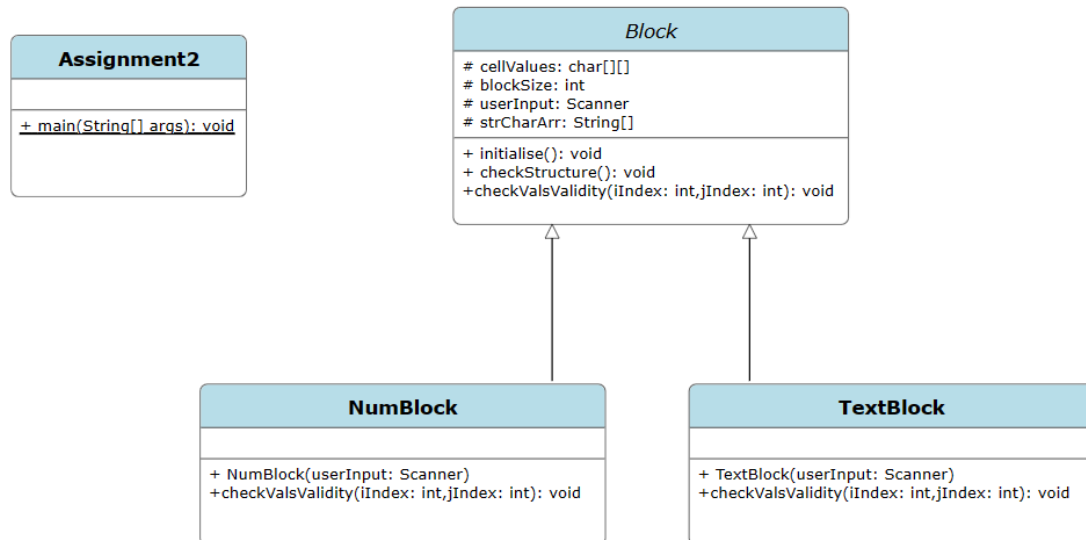 Assignment2
+ main(String[] args): void
Block
# cellValues: char[][]
# blockSize: int
# userInput: Scanner
# strCharArr: String[]
+ initialise(): void
+ checkStructure(): void
+checkValsValidity(iIndex: int,jIndex: int): void
NumBlock
+ NumBlock(userInput: Scanner)
+checkValsValidity(iIndex: int,jIndex: int): void
TextBlock
+ TextBlock(userInput: Scanner)
+checkValsValidity(iIndex: int,jIndex: int): void